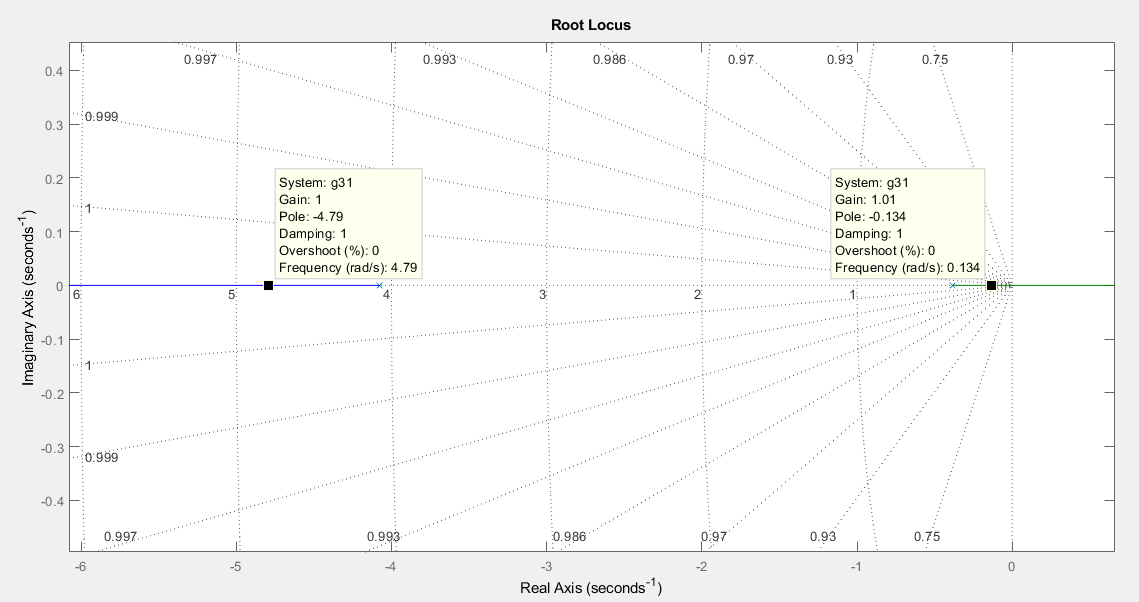 Root Locus
0.997
0.993
0.986
0.97
0.93
0.75
0.4
0.999
0.3
0.2
System: g31
Gain: 1
Pole: -4.79
Damping: 1
Overshoot (%): 0
Frequency (rad/s): 4.79
System: g31
Gain: 1.01
Pole: -0.134
Damping: 1
Overshoot (%): 0
Frequency (rad/s): 0.134
1
0.1
0
6
5
4
3
2
1
-0.1
1
-0.2
-0.3
0.999
-0.4
0.997
0.993
0.986
0.97
0.93
0.75
-6
-5
-4
-3
-2
-1
0
Imaginary Axis (seconds⁻¹)
Real Axis (seconds⁻¹)